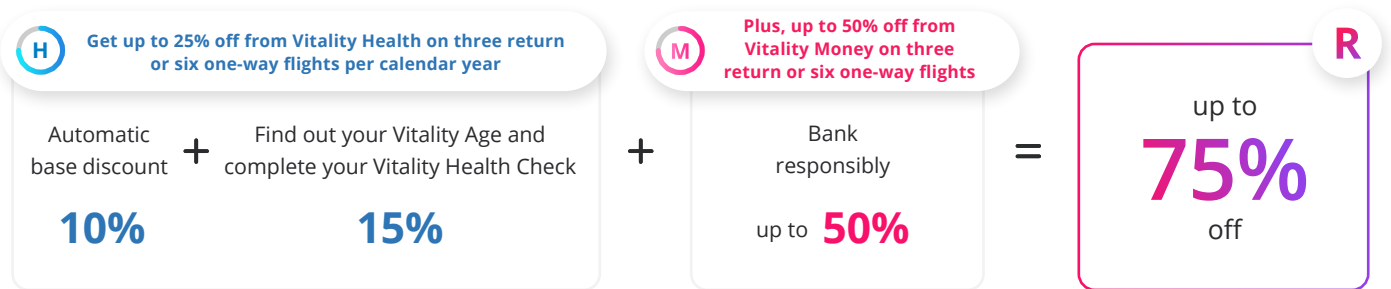 H
Get up to 25% off from Vitality Health on three return
or six one-way flights per calendar year
Automatic
base discount
10%
+
Find out your Vitality Age and
complete your Vitality Health Check
15%
+
M
Plus, up to 50% off from
Vitality Money on three
return or six one-way flights
Bank
responsibly
up to 50%
=
R
up to
75%
off